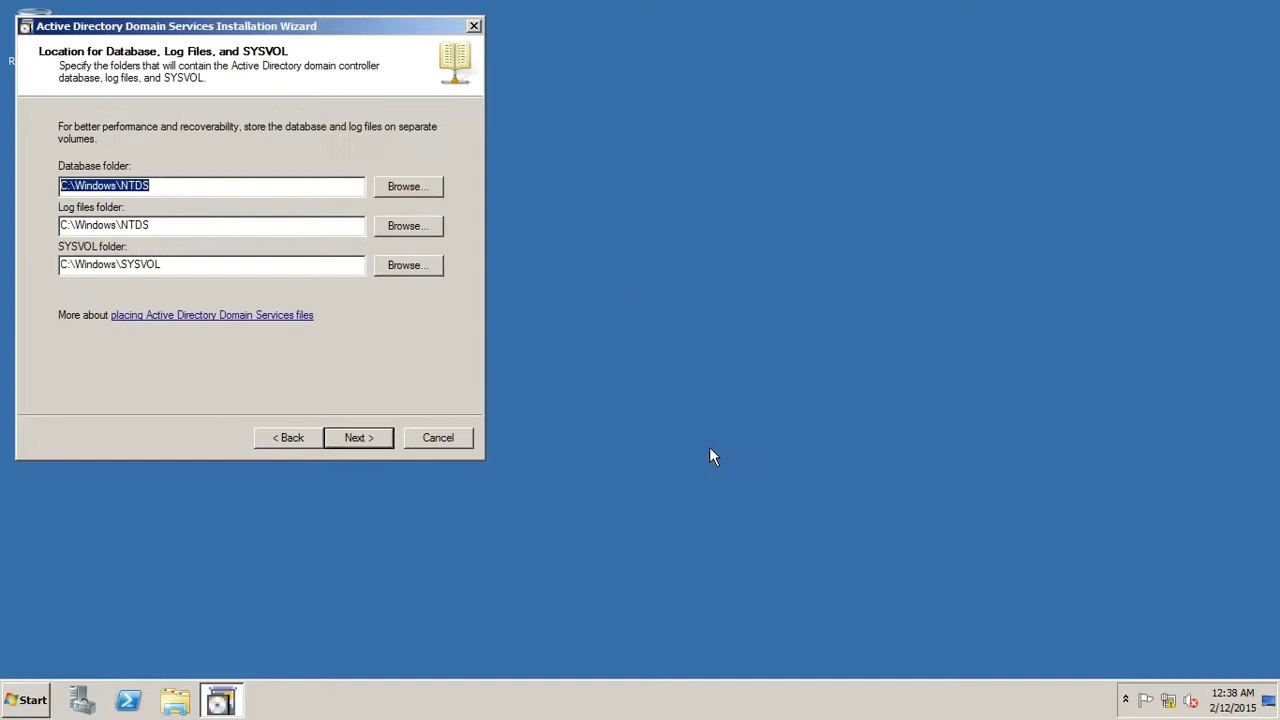 Active Directory Domain Services Installation Wizard
Location for Database, Log Files, and SYSVOL
Specify the folders that will contain the Active Directory domain controller
database, log files, and SYSVOL.
R
For better performance and recoverability, store the database and log files on separate
volumes.
Database folder:
C:\Windows\NTDS
Browse...
Log files folder:
C:\Windows\NTDS
Browse...
SYSVOL folder:
C:\Windows\SYSVOL
Browse...
More about placing Active Directory Domain Services files
< Back
Next >
Cancel
Start
12:38 AM
2/12/2015